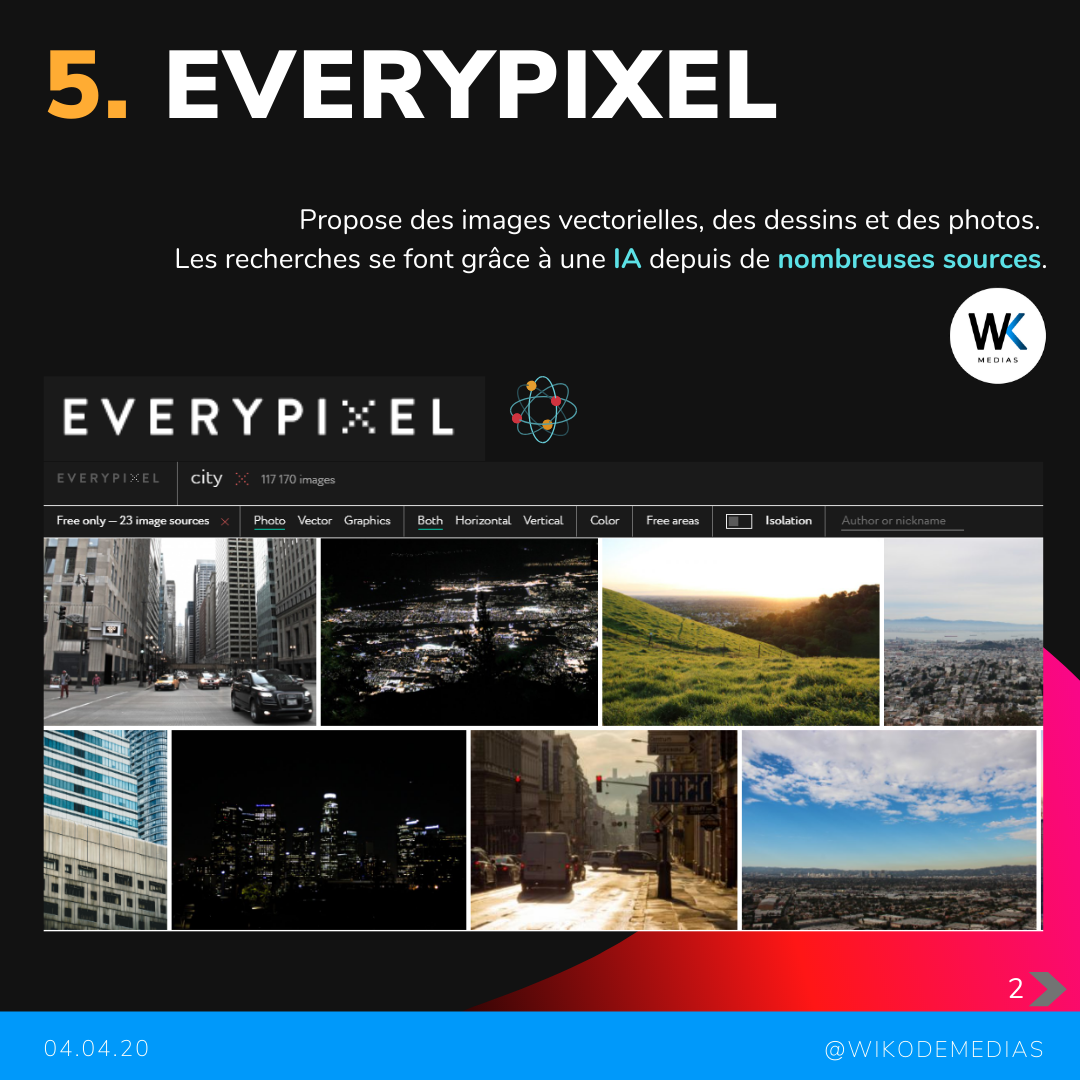 5. EVERYPIXEL
Propose des images vectorielles, des dessins et des photos.
Les recherches se font grâce à une IA depuis de nombreuses sources.
WK
MEDIAS
EVERYPIXEL
EVERYPIXEL city 117 170 images
Free only — 23 image sources Photo Vector Graphics Both Horizontal Vertical Color Free areas Isolation Author or nickname
2
04.04.20 @WIKODEMEDIAS